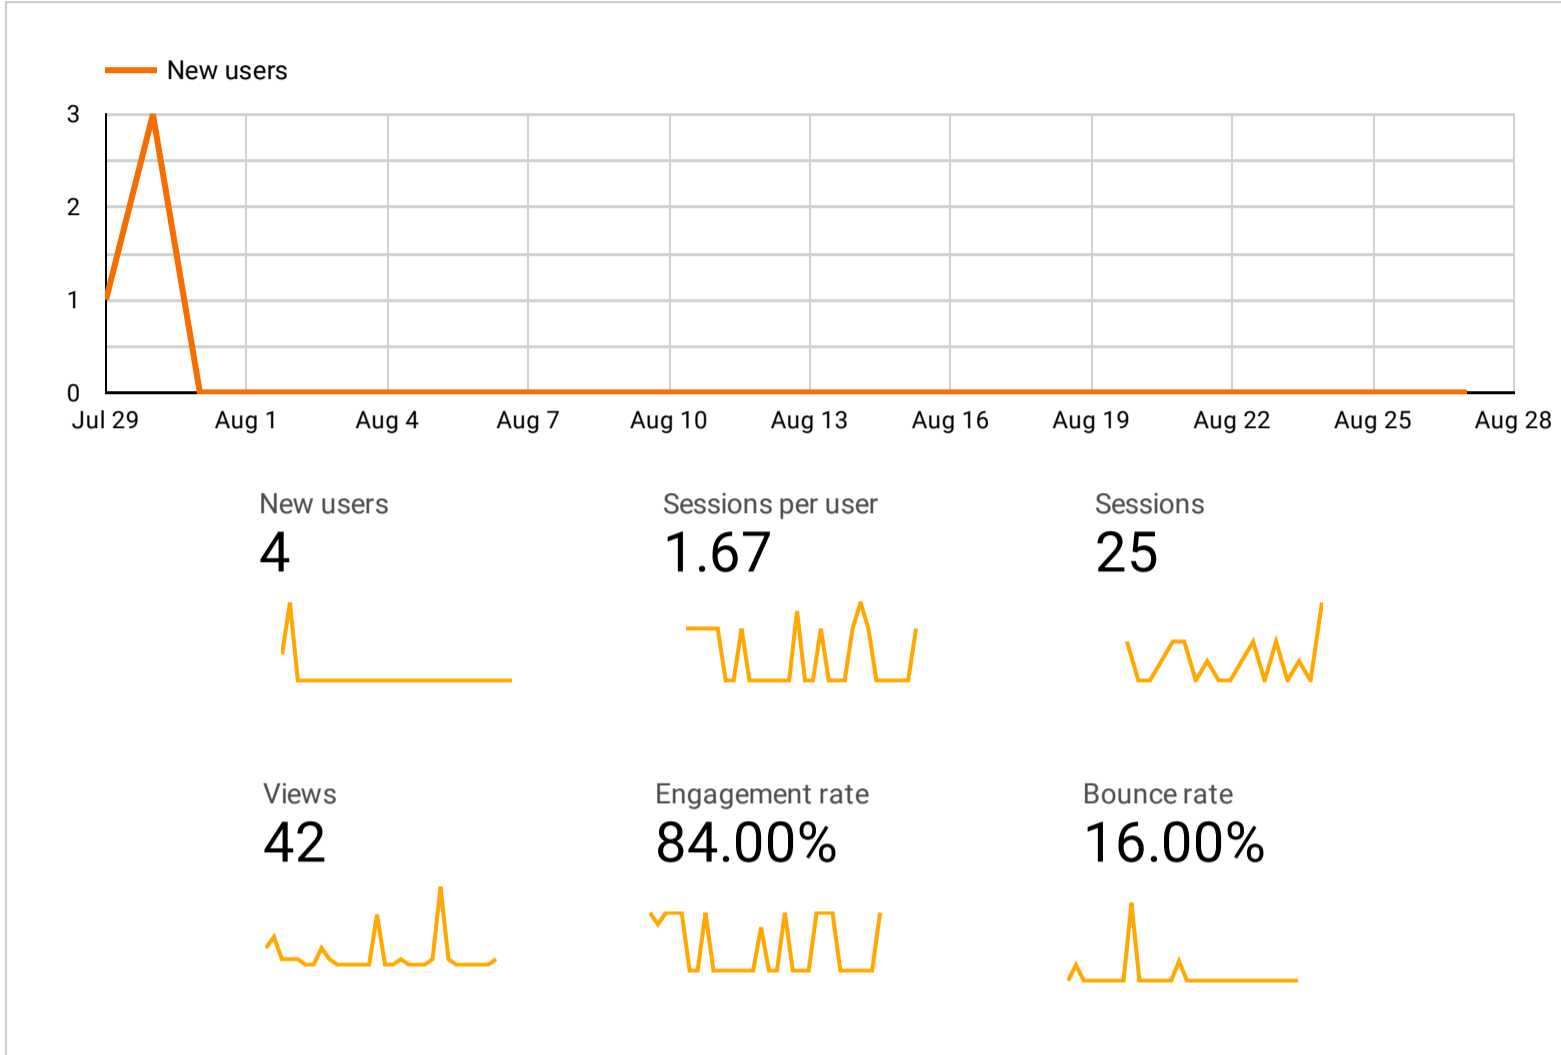 New users
3
2
1
0
Jul 29 Aug 1 Aug 4 Aug 7 Aug 10 Aug 13 Aug 16 Aug 19 Aug 22 Aug 25 Aug 28
New users Sessions per user Sessions
4 1.67 25
Views Engagement rate Bounce rate
42 84.00% 16.00%